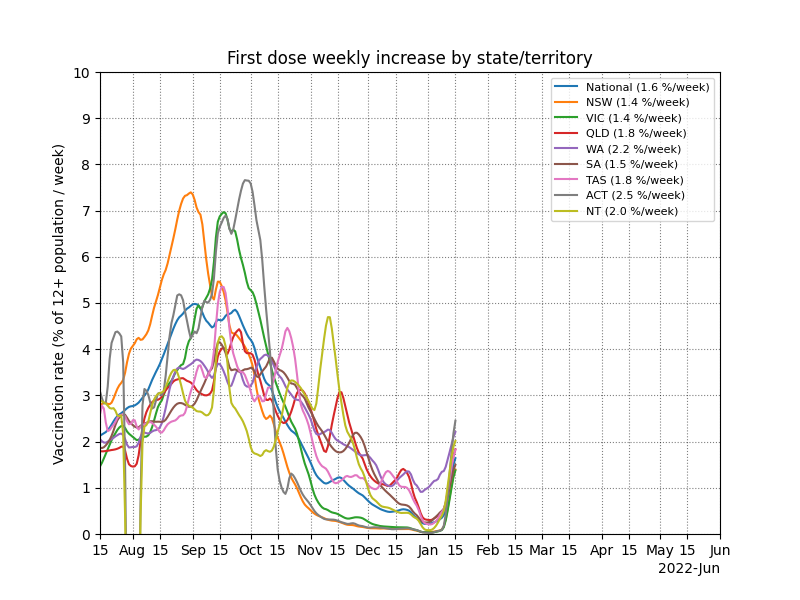 First dose weekly increase by state/territory
Vaccination rate (% of 12+ population / week)
10
9
8
7
6
5
4
3
2
1
0
National (1.6 %/week)
NSW (1.4 %/week)
VIC (1.4 %/week)
QLD (1.8 %/week)
WA (2.2 %/week)
SA (1.5 %/week)
TAS (1.8 %/week)
ACT (2.5 %/week)
NT (2.0 %/week)
15 Aug 15 Sep 15 Oct 15 Nov 15 Dec 15 Jan 15 Feb 15 Mar 15 Apr 15 May 15 Jun
2022-Jun